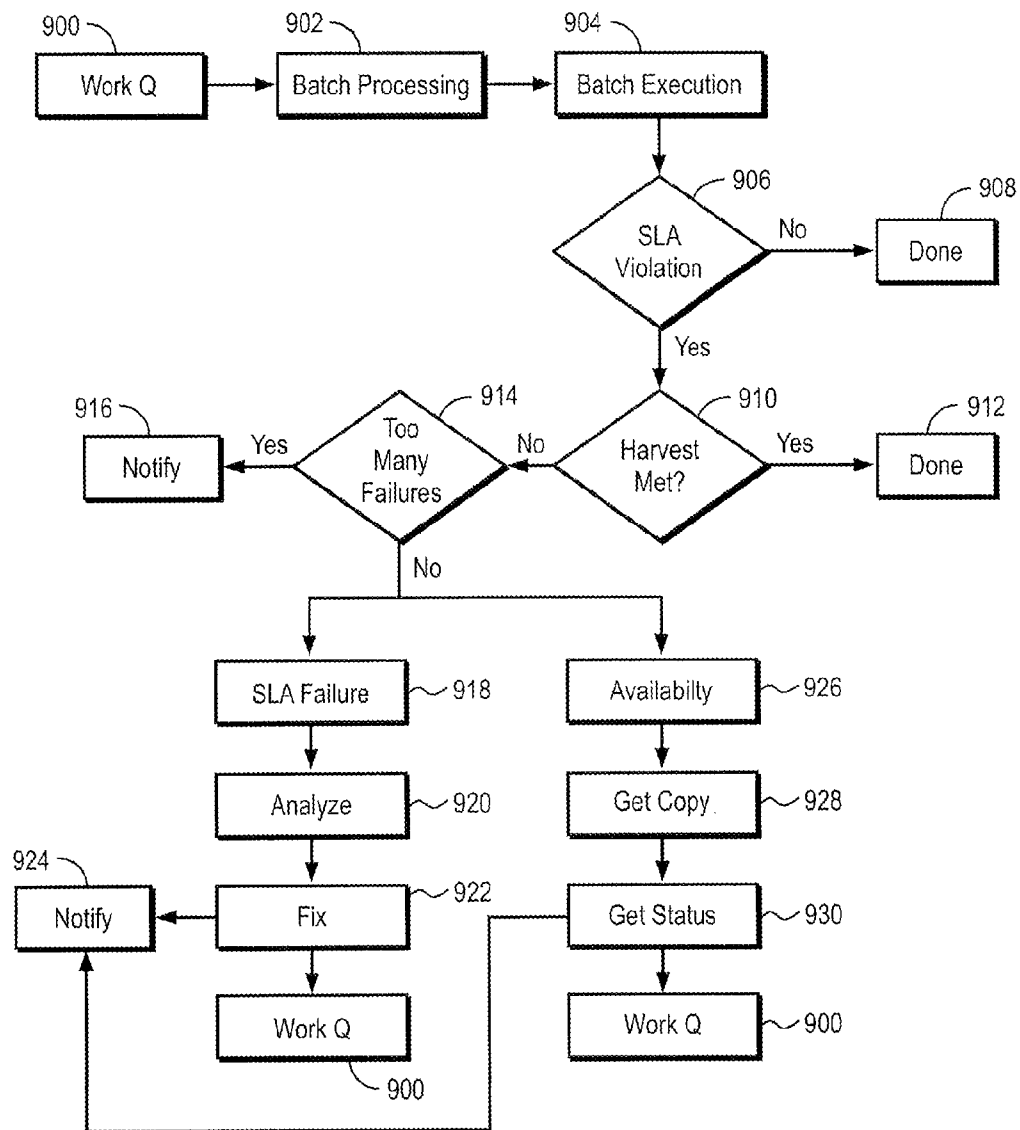 900
902
904
Work Q
Batch Processing
Batch Execution
906
908
SLA
Violation
No
Done
Yes
916
914
910
912
Notify
Yes
Too
Many
Failures
No
Harvest
Met?
Yes
Done
No
SLA Failure
918
Availabilty
926
Analyze
920
Get Copy
928
924
Notify
Fix
922
Get Status
930
Work Q
900
Work Q
900